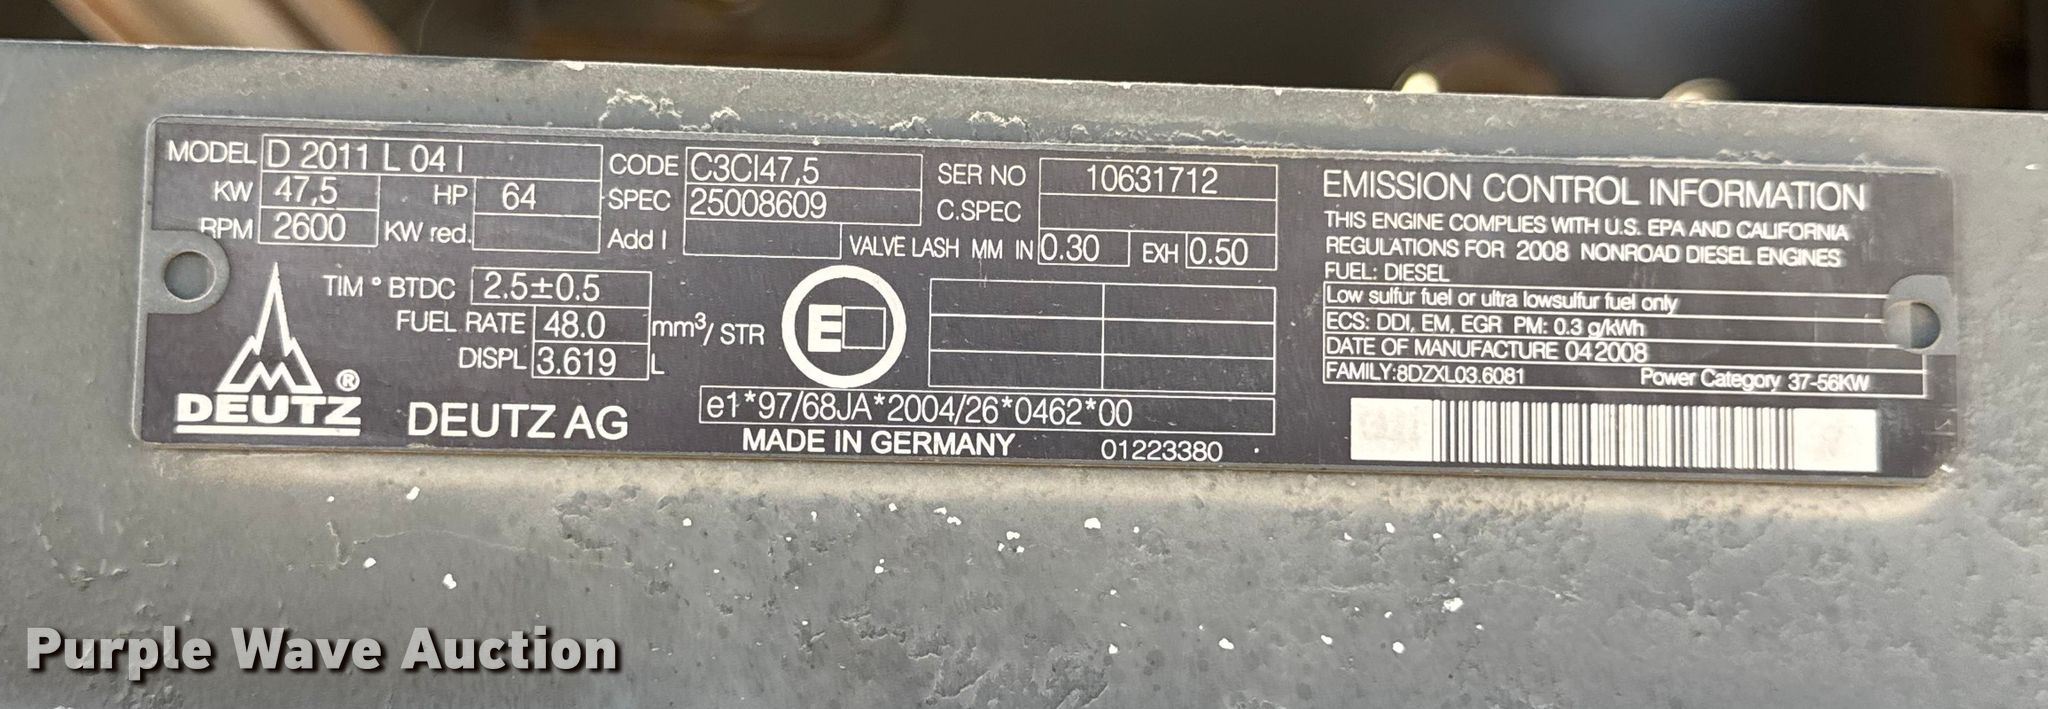 MODEL D 2011 L 04 I CODE C3CI47,5 SER NO 10631712
KW 47,5 HP 64 SPEC 25008609 C.SPEC
RPM 2600 KW red. Add I VALVE LASH MM IN 0.30 EXH 0.50
TIM ° BTDC 2.5±0.5
FUEL RATE 48.0 mm³/STR
DISPL 3.619 L
E
DEUTZ ® DEUTZ AG
e1*97/68JA*2004/26*0462*00
MADE IN GERMANY 01223380
EMISSION CONTROL INFORMATION
THIS ENGINE COMPLIES WITH U.S. EPA AND CALIFORNIA
REGULATIONS FOR 2008 NONROAD DIESEL ENGINES
FUEL: DIESEL
Low sulfur fuel or ultra lowsulfur fuel only
ECS: DDI, EM, EGR PM: 0.3 g/kWh
DATE OF MANUFACTURE 04 2008
FAMILY:8DZXL03.6081 Power Category 37-56KW
Purple Wave Auction